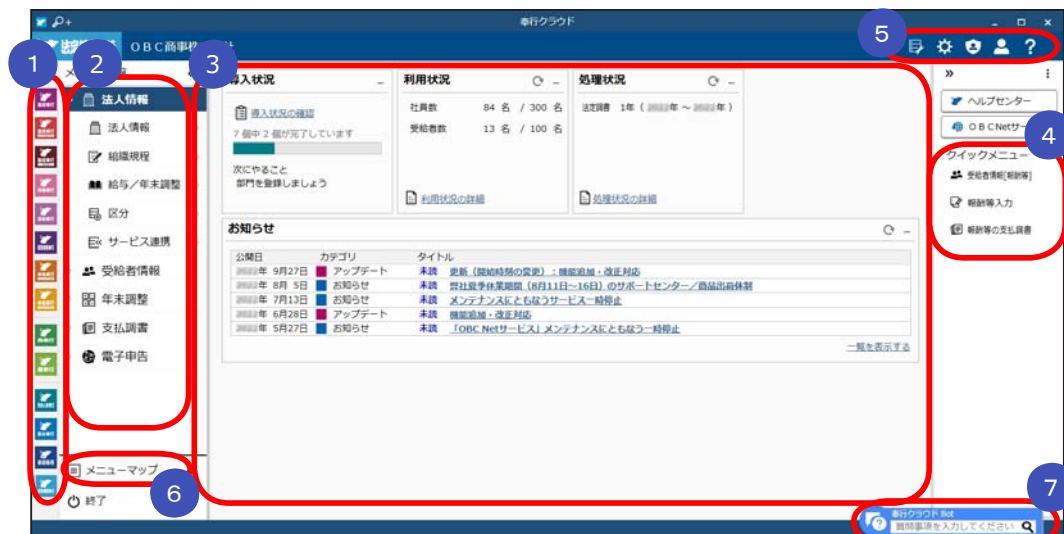 奉行クラウド
ＯＢＣ商事
5
1
2
3
法人情報
法人情報
組織規程
給与／年末調整
区分
サービス連携
受給者情報
年末調整
支払調書
電子申告
メニューマップ
6
終了
導入状況
導入状況の確認
7 個中 2 個が完了しています
次にやること
部門を登録しましょう
利用状況
社員数 84 名 / 300 名
受給者数 13 名 / 100 名
利用状況の詳細
処理状況
法定調書 1年 ( 年 ～ 年 )
処理状況の詳細
お知らせ
公開日 カテゴリ タイトル
年 9月27日 アップデート 未読 更新（開始時刻の変更）：機能追加・改正対応
年 8月 5日 お知らせ 未読 弊社夏季休業期間（8月11日～16日）のサポートセンター／商品出荷体制
年 7月13日 お知らせ 未読 メンテナンスにともなうサービス一時停止
年 6月28日 アップデート 未読 機能追加・改正対応
年 5月27日 お知らせ 未読 「OBC Netサービス」メンテナンスにともなう一時停止
一覧を表示する
»
ヘルプセンター
ＯＢＣNetサー
4
クイックメニュー
受給者情報[報酬等]
報酬等入力
報酬等の支払調書
7
奉行クラウド Bot
質問事項を入力してください